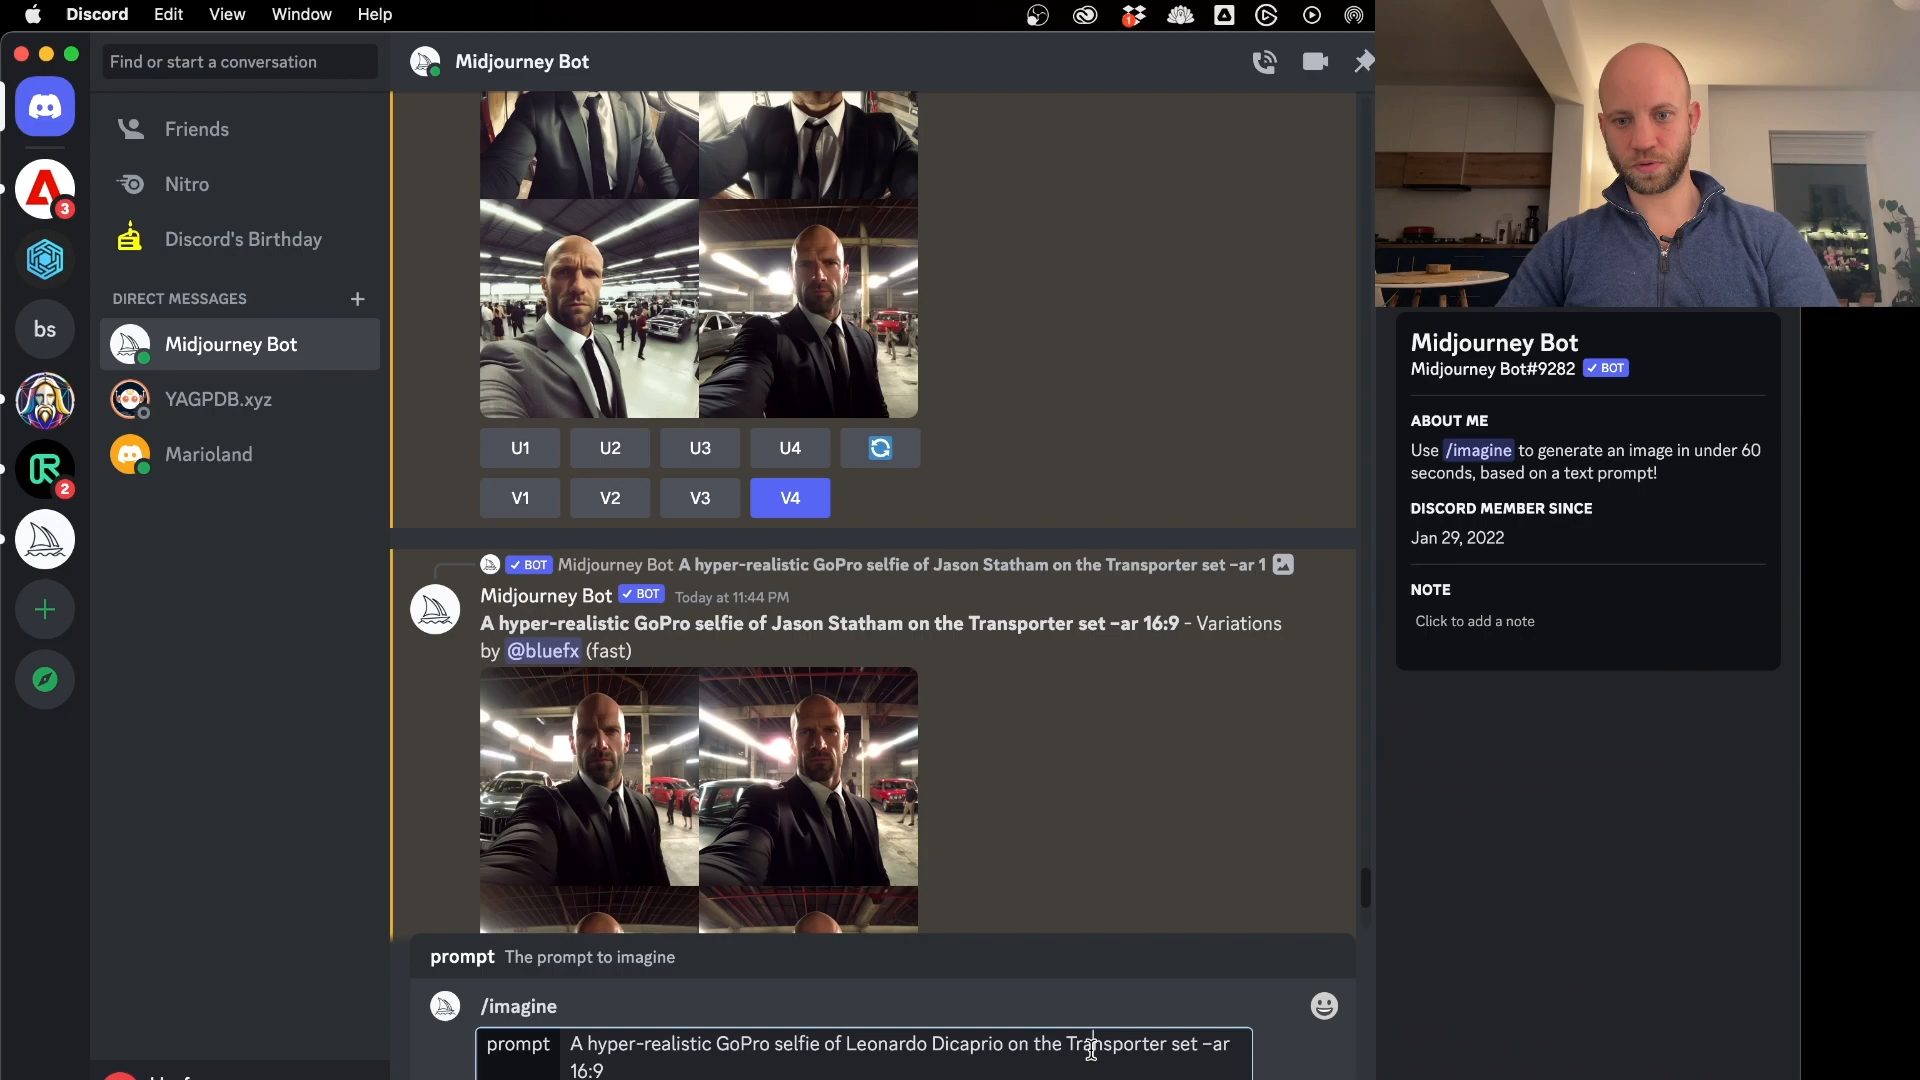 Discord Edit View Window Help
1
Find or start a conversation
Midjourney Bot
Friends
Nitro
Discord's Birthday
DIRECT MESSAGES
Midjourney Bot
YAGPDB.xyz
Marioland
3
bs
2
U1 U2 U3 U4
V1 V2 V3 V4
BOT Midjourney Bot A hyper-realistic GoPro selfie of Jason Statham on the Transporter set –ar 1
Midjourney Bot BOT Today at 11:44 PM
A hyper-realistic GoPro selfie of Jason Statham on the Transporter set –ar 16:9 - Variations
by @bluefx (fast)
prompt The prompt to imagine
/imagine
prompt A hyper-realistic GoPro selfie of Leonardo Dicaprio on the Transporter set –ar
16:9
Midjourney Bot
Midjourney Bot#9282 BOT
ABOUT ME
Use /imagine to generate an image in under 60
seconds, based on a text prompt!
DISCORD MEMBER SINCE
Jan 29, 2022
NOTE
Click to add a note